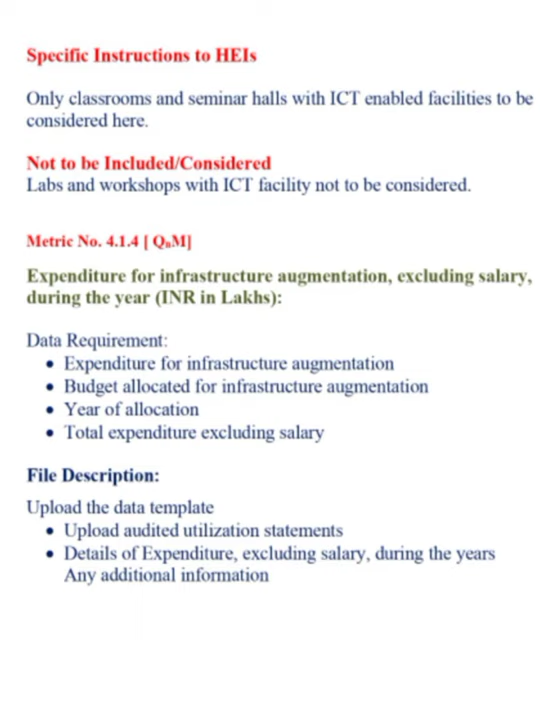 Specific Instructions to HEIs
Only classrooms and seminar halls with ICT enabled facilities to be
considered here.
Not to be Included/Considered
Labs and workshops with ICT facility not to be considered.
Metric No. 4.1.4 [ QnM]
Expenditure for infrastructure augmentation, excluding salary,
during the year (INR in Lakhs):
Data Requirement:
• Expenditure for infrastructure augmentation
• Budget allocated for infrastructure augmentation
• Year of allocation
• Total expenditure excluding salary
File Description:
Upload the data template
• Upload audited utilization statements
• Details of Expenditure, excluding salary, during the years
Any additional information